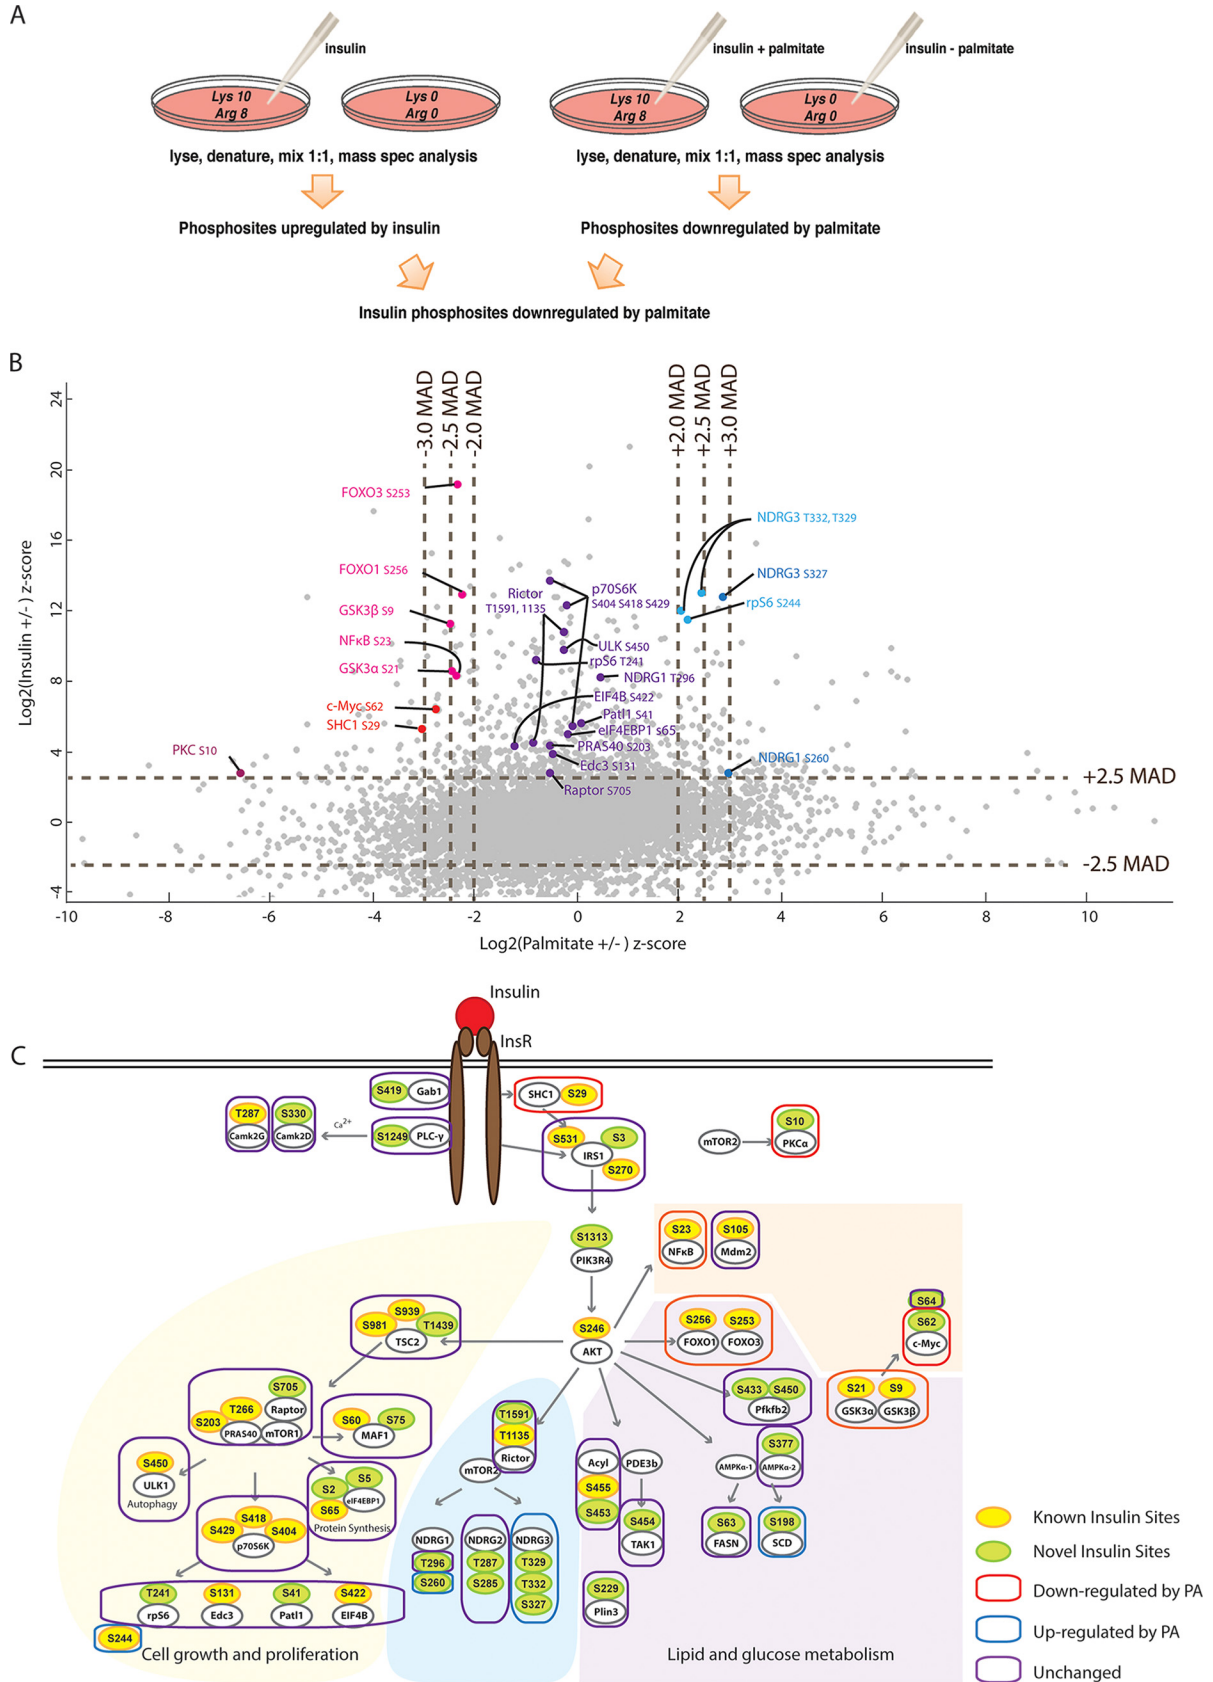 A
insulin
insulin + palmitate
insulin - palmitate
Lys 10
Arg 8
Lys 0
Arg 0
Lys 10
Arg 8
Lys 0
Arg 0
lyse, denature, mix 1:1, mass spec analysis
lyse, denature, mix 1:1, mass spec analysis
Phosphosites upregulated by insulin
Phosphosites downregulated by palmitate
Insulin phosphosites downregulated by palmitate
B
-3.0 MAD
-2.5 MAD
-2.0 MAD
+2.0 MAD
+2.5 MAD
+3.0 MAD
24
20
16
12
8
4
0
-4
Log2(Insulin +/-) z-score
FOXO3 S253
FOXO1 S256
GSK3β S9
NFκB S23
GSK3α S21
c-Myc S62
SHC1 S29
PKC S10
Rictor
T1591, 1135
p70S6K
S404 S418 S429
ULK S450
rpS6 T241
NDRG1 T296
EIF4B S422
Patl1 S41
eIF4EBP1 s65
PRAS40 S203
Edc3 S131
Raptor S705
NDRG3 T332, T329
NDRG3 S327
rpS6 S244
NDRG1 S260
+2.5 MAD
-2.5 MAD
-10
-8
-6
-4
-2
0
2
4
6
8
10
Log2(Palmitate +/-) z-score
C
Insulin
InsR
S419
Gab1
T287
Camk2G
S330
Camk2D
Ca2+
S1249
PLC-γ
SHC1
S29
S531
S3
IRS1
S270
mTOR2
S10
PKCα
S1313
PIK3R4
S23
NFκB
S105
Mdm2
S246
AKT
S256
S253
FOXO1
FOXO3
S64
S62
c-Myc
S939
S981
T1439
TSC2
S433
S450
Pfkfb2
S21
S9
GSK3α
GSK3β
S705
T266
Raptor
S203
PRAS40
mTOR1
S60
S75
MAF1
T1591
T1135
Rictor
mTOR2
S377
AMPKα-1
AMPKα-2
S450
ULK1
Autophagy
S5
S2
eIF4EBP1
S65
Protein Synthesis
Acyl
S455
S453
PDE3b
S454
TAK1
S418
S429
S404
p70S6K
S63
FASN
S198
SCD
NDRG1
T296
S260
NDRG2
T287
S285
NDRG3
T329
T332
S327
T241
rpS6
S131
Edc3
S41
Patl1
S422
EIF4B
S244
S229
Plin3
Cell growth and proliferation
Lipid and glucose metabolism
Known Insulin Sites
Novel Insulin Sites
Down-regulated by PA
Up-regulated by PA
Unchanged